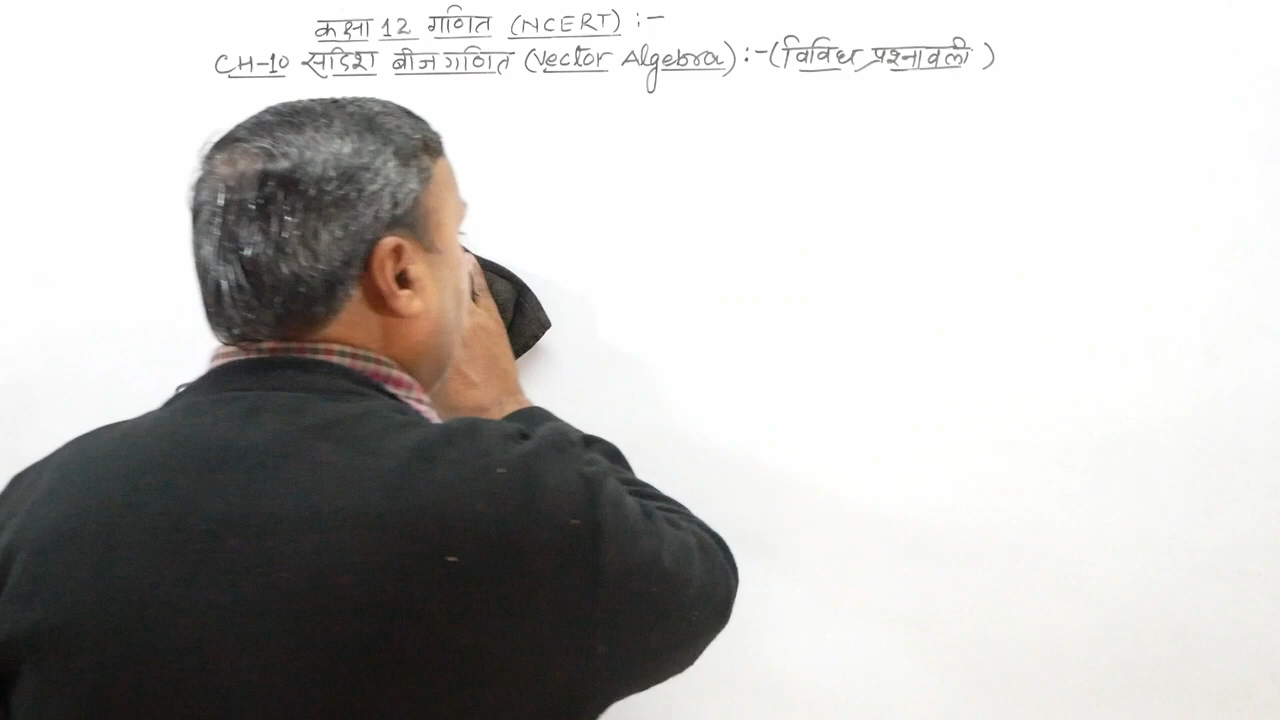 कक्षा 12 गणित (NCERT) :-
CH-10 सदिश बीजगणित (Vector Algebra) :- (विविध प्रश्नावली)